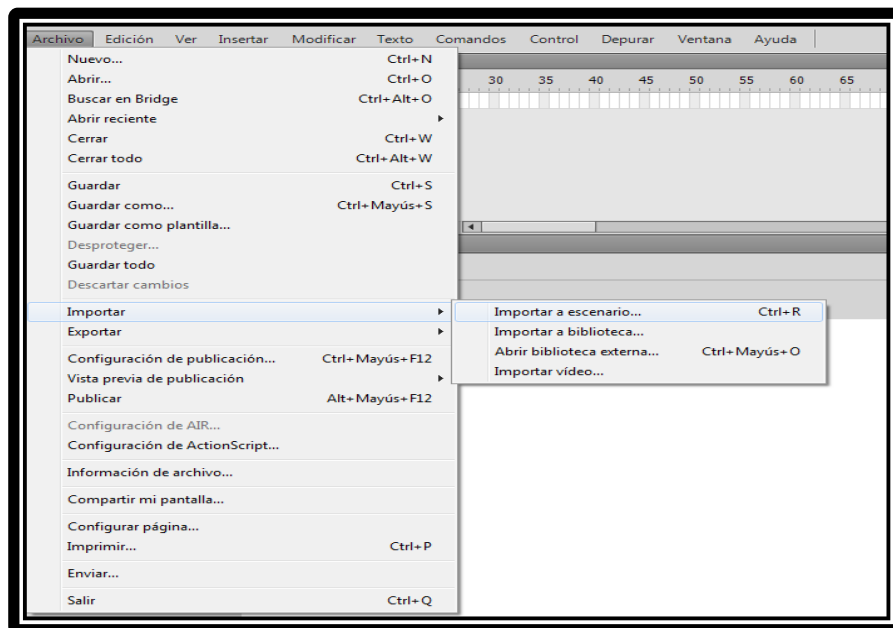 Archivo Edición Ver Insertar Modificar Texto Comandos Control Depurar Ventana Ayuda
Nuevo... Ctrl+N
Abrir... Ctrl+O
Buscar en Bridge Ctrl+Alt+O
Abrir reciente
Cerrar Ctrl+W
Cerrar todo Ctrl+Alt+W
Guardar Ctrl+S
Guardar como... Ctrl+Mayús+S
Guardar como plantilla...
Desproteger...
Guardar todo
Descartar cambios
Importar
Exportar
Configuración de publicación... Ctrl+Mayús+F12
Vista previa de publicación
Publicar Alt+Mayús+F12
Configuración de AIR...
Configuración de ActionScript...
Información de archivo...
Compartir mi pantalla...
Configurar página...
Imprimir... Ctrl+P
Enviar...
Salir Ctrl+Q
30 35 40 45 50 55 60 65
Importar a escenario... Ctrl+R
Importar a biblioteca...
Abrir biblioteca externa... Ctrl+Mayús+O
Importar vídeo...